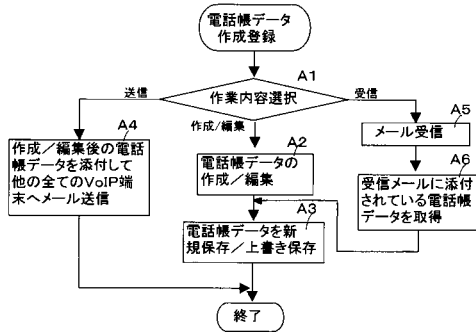 電話帳データ
作成登録
A1
作業内容選択
送信
受信
作成/編集
A4
作成/編集後の電話
帳データを添付して
他の全てのVoIP端
末へメール送信
A2
電話帳データの
作成/編集
A3
電話帳データを新
規保存/上書き保存
A5
メール受信
A6
受信メールに添付
されている電話帳
データを取得
終了